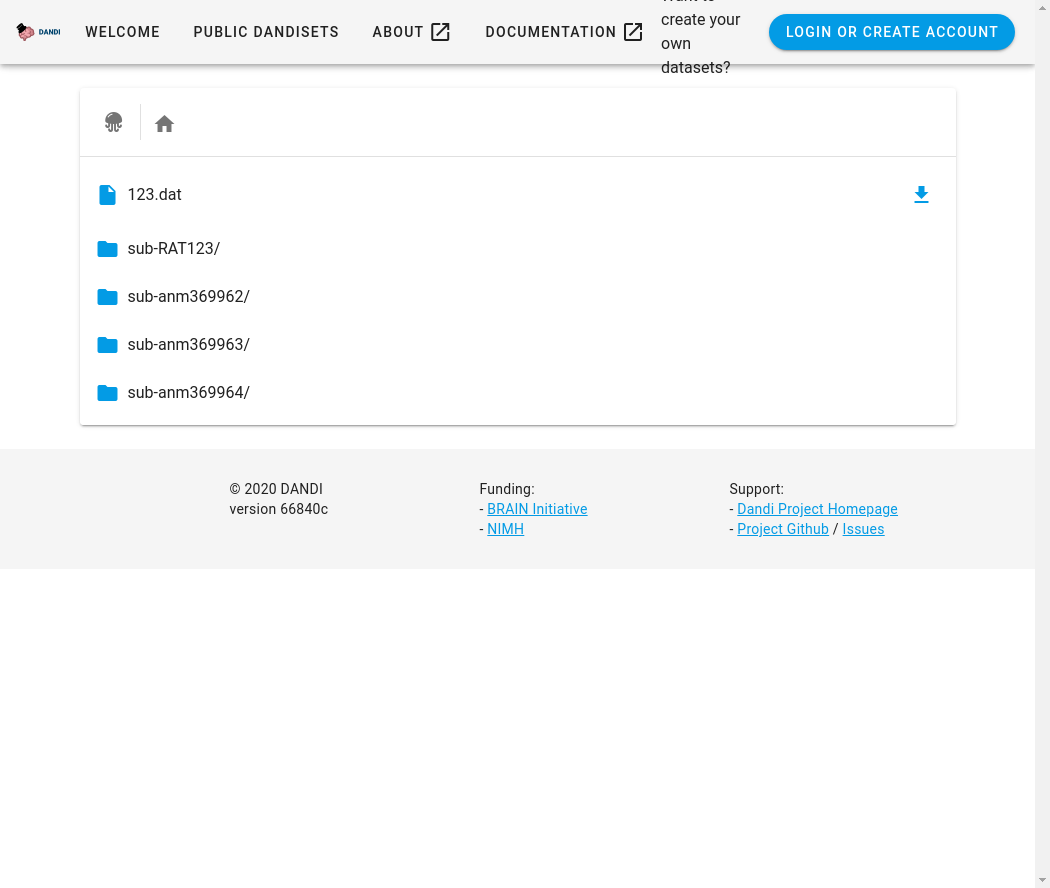 DANDI
WELCOME
PUBLIC DANDISETS
ABOUT
DOCUMENTATION
create your
own
datasets?
LOGIN OR CREATE ACCOUNT
123.dat
sub-RAT123/
sub-anm369962/
sub-anm369963/
sub-anm369964/
© 2020 DANDI
version 66840c
Funding:
- BRAIN Initiative
- NIMH
Support:
- Dandi Project Homepage
- Project Github / Issues